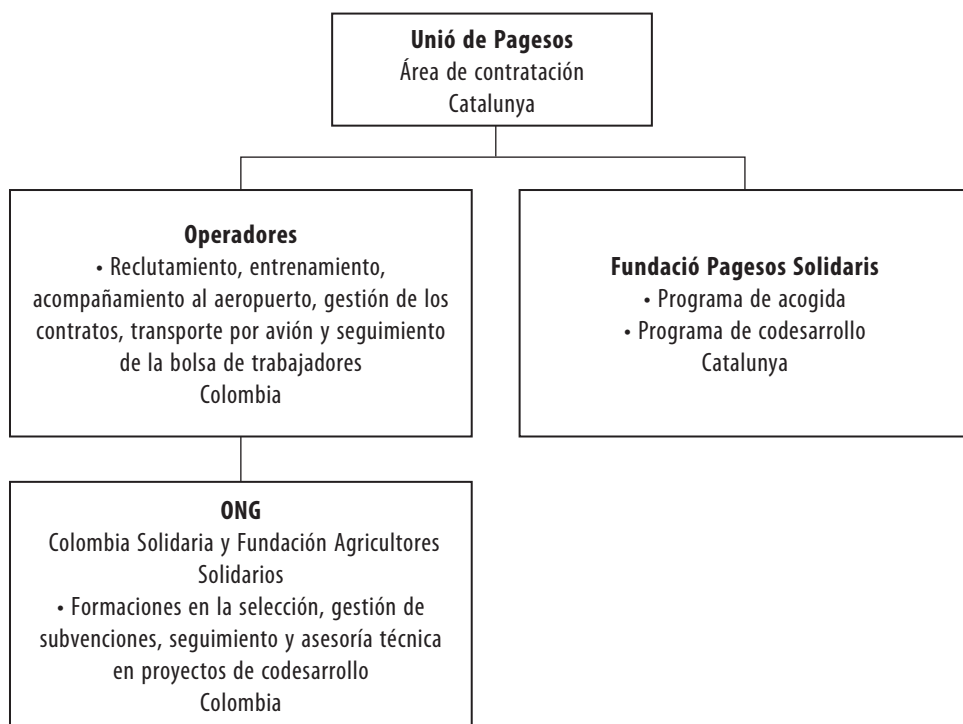 Unió de Pagesos
Área de contratación
Catalunya
Operadores
• Reclutamiento, entrenamiento,
acompañamiento al aeropuerto, gestión de los
contratos, transporte por avión y seguimiento
de la bolsa de trabajadores
Colombia
Fundació Pagesos Solidaris
• Programa de acogida
• Programa de codesarrollo
Catalunya
ONG
Colombia Solidaria y Fundación Agricultores
Solidarios
• Formaciones en la selección, gestión de
subvenciones, seguimiento y asesoría técnica
en proyectos de codesarrollo
Colombia